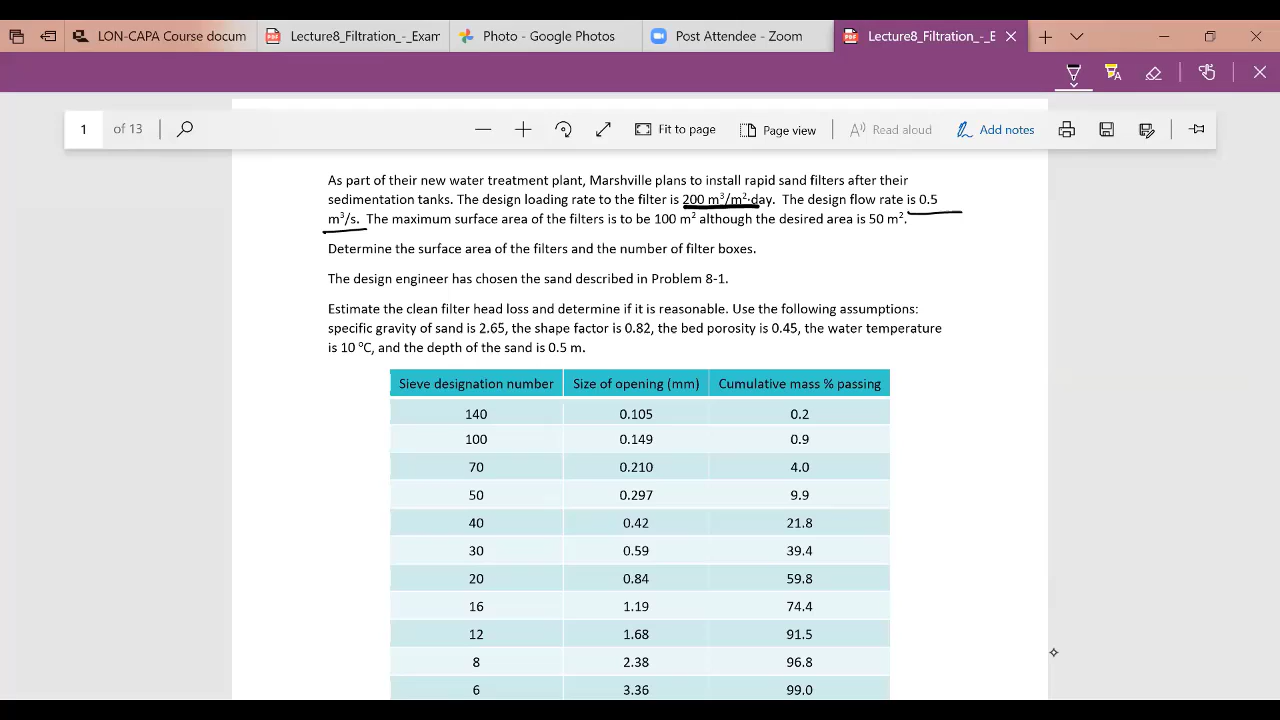 LON-CAPA Course docum
Lecture8_Filtration_-_Exam
Photo - Google Photos
Post Attendee - Zoom
Lecture8_Filtration_-_E
1 of 13
Fit to page
Page view
Read aloud
Add notes
As part of their new water treatment plant, Marshville plans to install rapid sand filters after their
sedimentation tanks. The design loading rate to the filter is 200 m³/m²·day. The design flow rate is 0.5
m³/s. The maximum surface area of the filters is to be 100 m² although the desired area is 50 m².
Determine the surface area of the filters and the number of filter boxes.
The design engineer has chosen the sand described in Problem 8-1.
Estimate the clean filter head loss and determine if it is reasonable. Use the following assumptions:
specific gravity of sand is 2.65, the shape factor is 0.82, the bed porosity is 0.45, the water temperature
is 10 °C, and the depth of the sand is 0.5 m.
Sieve designation number Size of opening (mm) Cumulative mass % passing
140 0.105 0.2
100 0.149 0.9
70 0.210 4.0
50 0.297 9.9
40 0.42 21.8
30 0.59 39.4
20 0.84 59.8
16 1.19 74.4
12 1.68 91.5
8 2.38 96.8
6 3.36 99.0